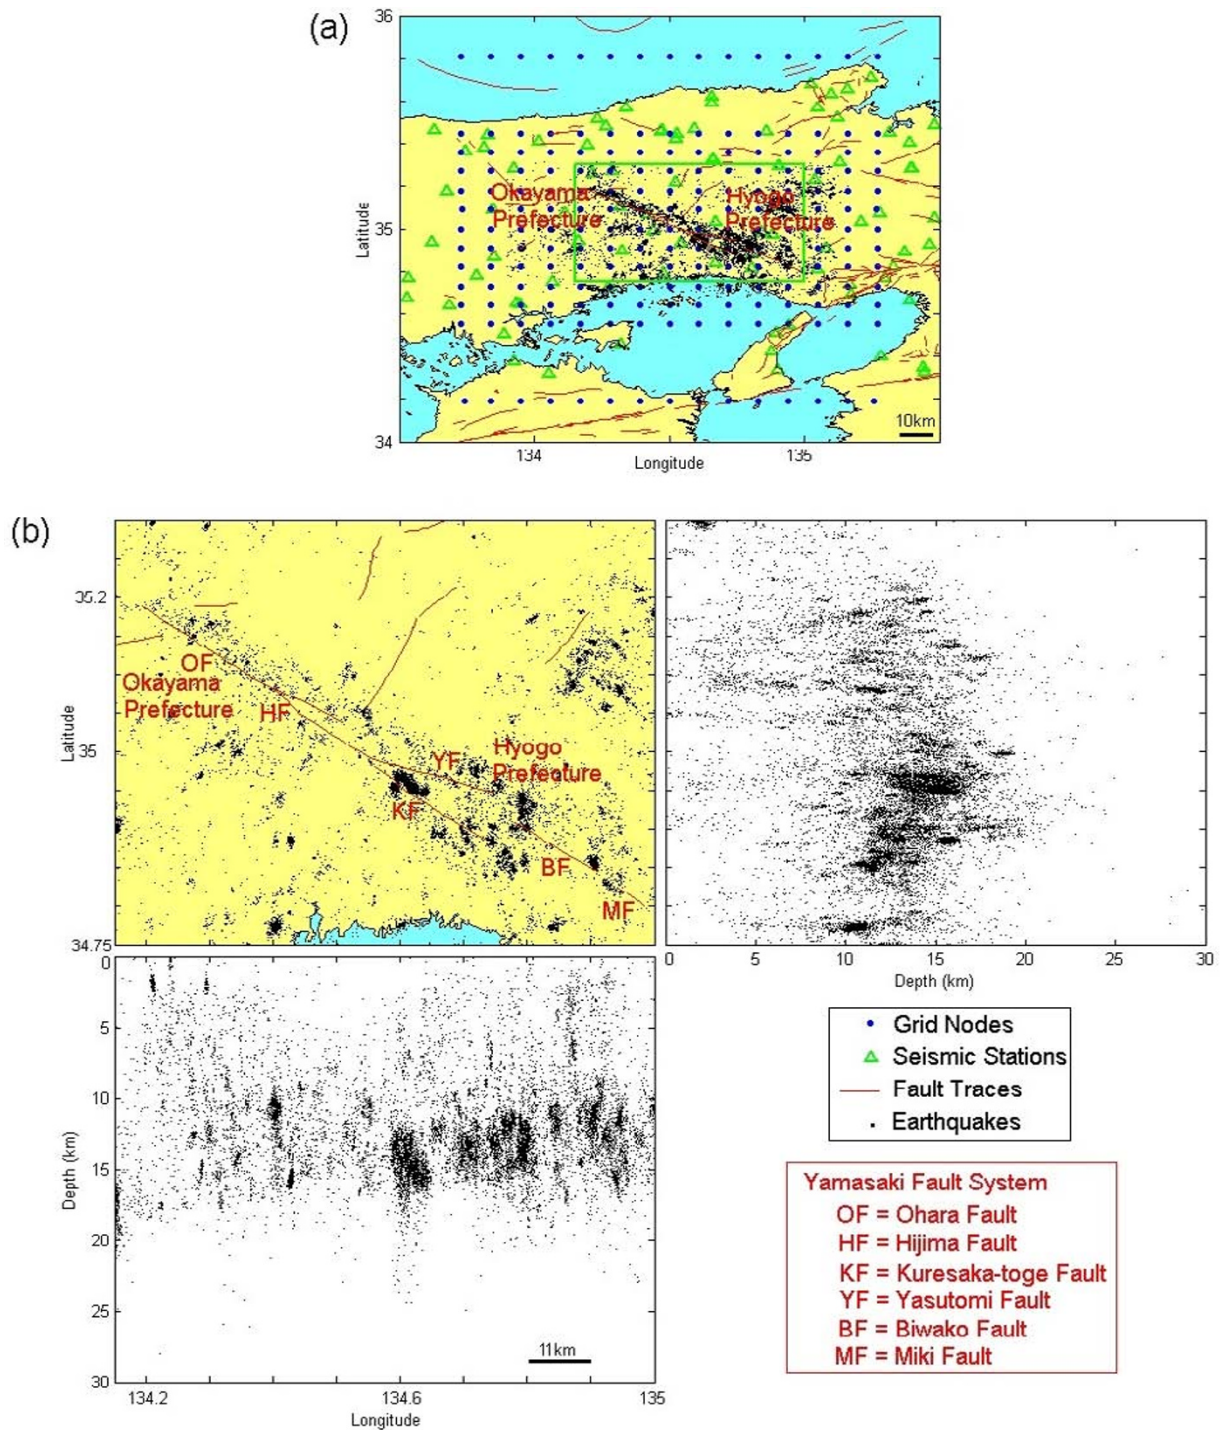 (a)
36
Okayama
Prefecture
Hyogo
Prefecture
Latitude
35
10km
34
134
135
Longitude
(b)
35.2
OF
Okayama
Prefecture
HF
Latitude
35
YF
Hyogo
Prefecture
KF
BF
MF
34.75
0
5
10
15
20
25
30
Depth (km)
0
5
10
15
20
25
30
Depth (km)
11km
134.2
134.6
135
Longitude
Grid Nodes
Seismic Stations
Fault Traces
Earthquakes
Yamasaki Fault System
OF = Ohara Fault
HF = Hijima Fault
KF = Kuresaka-toge Fault
YF = Yasutomi Fault
BF = Biwako Fault
MF = Miki Fault